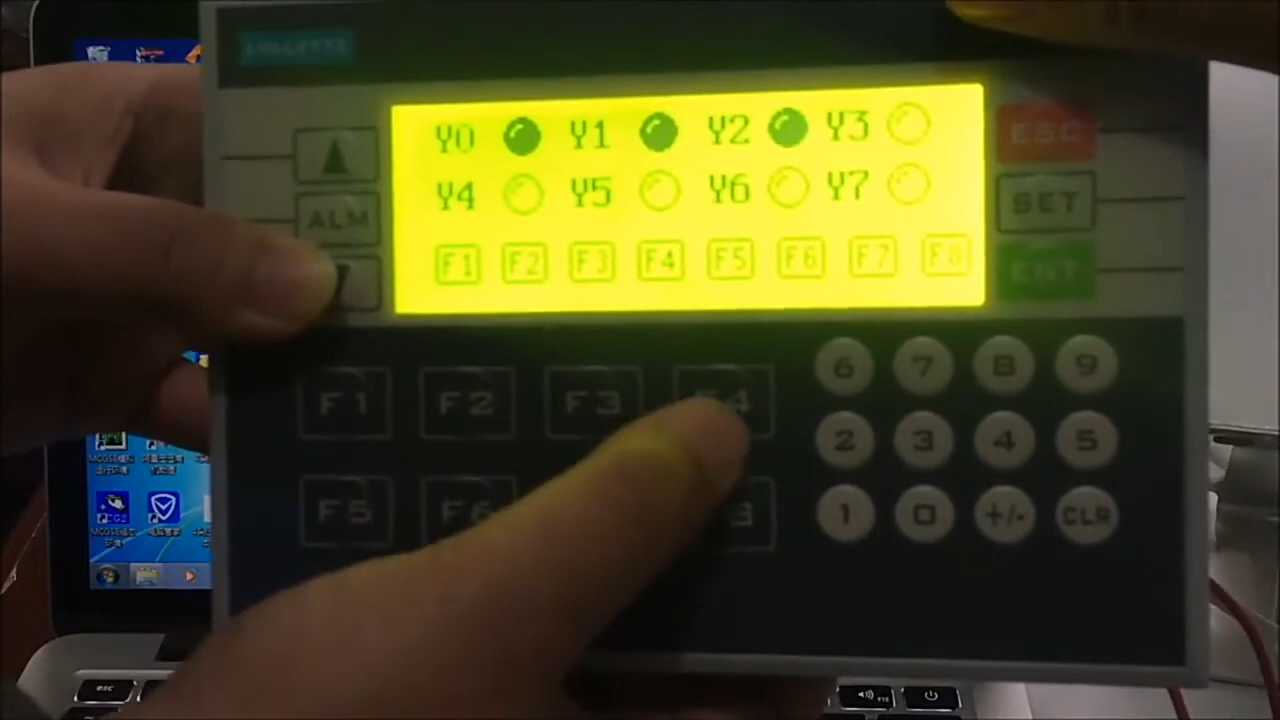 Y0 Y1 Y2 Y3
Y4 Y5 Y6 Y7
F1 F2 F3 F4 F5 F6 F7 F8
ALM
ESC
SET
ENT
F1 F2 F3 F4
F5 F6
6 7 8 9
2 3 4 5
1 0 +/- CLR
esc